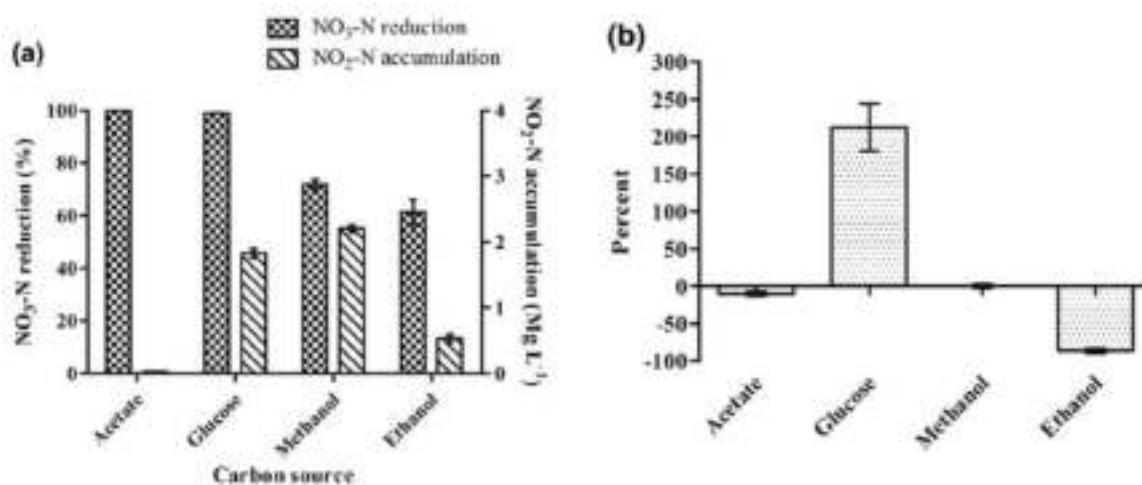 (a)
NO₃-N reduction
NO₂-N accumulation
NO₃-N reduction (%)
100
80
60
40
20
0
4
3
2
1
0
NO₂-N accumulation (Mg L⁻¹)
Acetate
Glucose
Methanol
Ethanol
Carbon source
(b)
Percent
300
250
200
150
100
50
0
-50
-100
Acetate
Glucose
Methanol
Ethanol